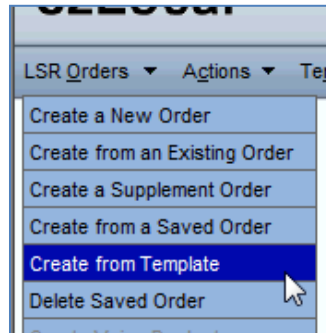 LSR Orders ▼ Actions ▼
Create a New Order
Create from an Existing Order
Create a Supplement Order
Create from a Saved Order
Create from Template
Delete Saved Order